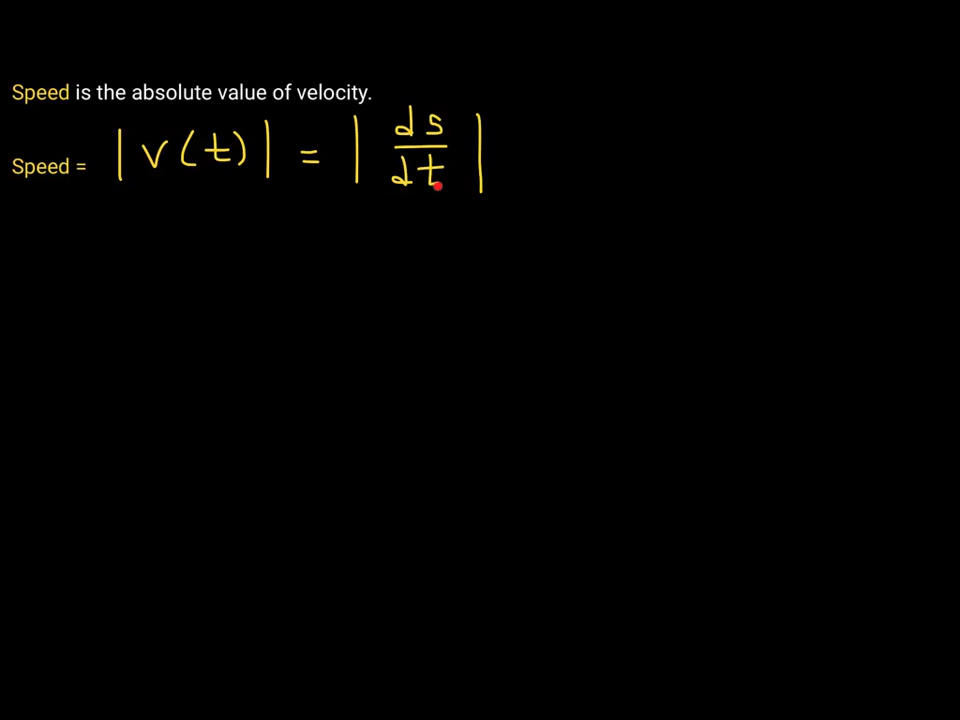 Speed is the absolute value of velocity.
Speed = |v(t)| = |ds/dt|